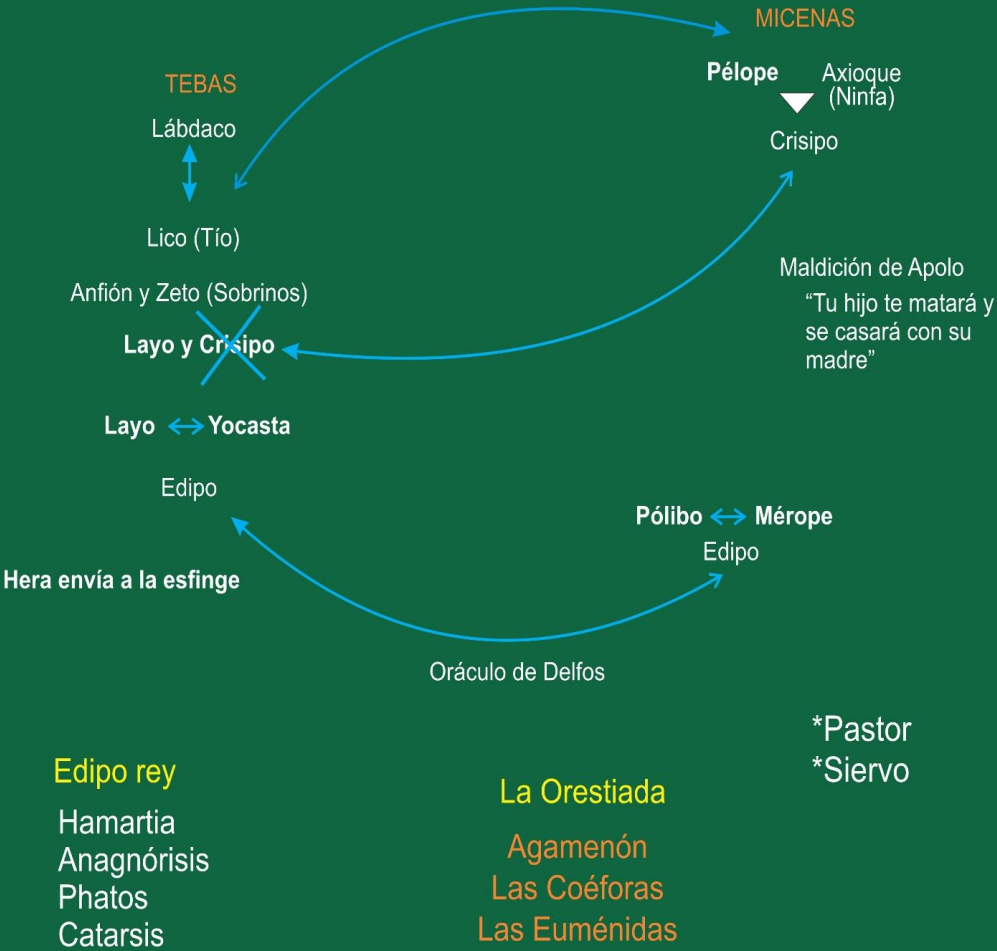 MICENAS
Pélope
Axioque
(Ninfa)
Crisipo
TEBAS
Lábdaco
Lico (Tío)
Anfión y Zeto (Sobrinos)
Layo y Crisipo
Maldición de Apolo
“Tu hijo te matará y
se casará con su
madre”
Layo Yocasta
Edipo
Pólibo Mérope
Edipo
Hera envía a la esfinge
Oráculo de Delfos
*Pastor
*Siervo
Edipo rey
Hamartia
Anagnórisis
Phatos
Catarsis
La Orestiada
Agamenón
Las Coéforas
Las Euménidas